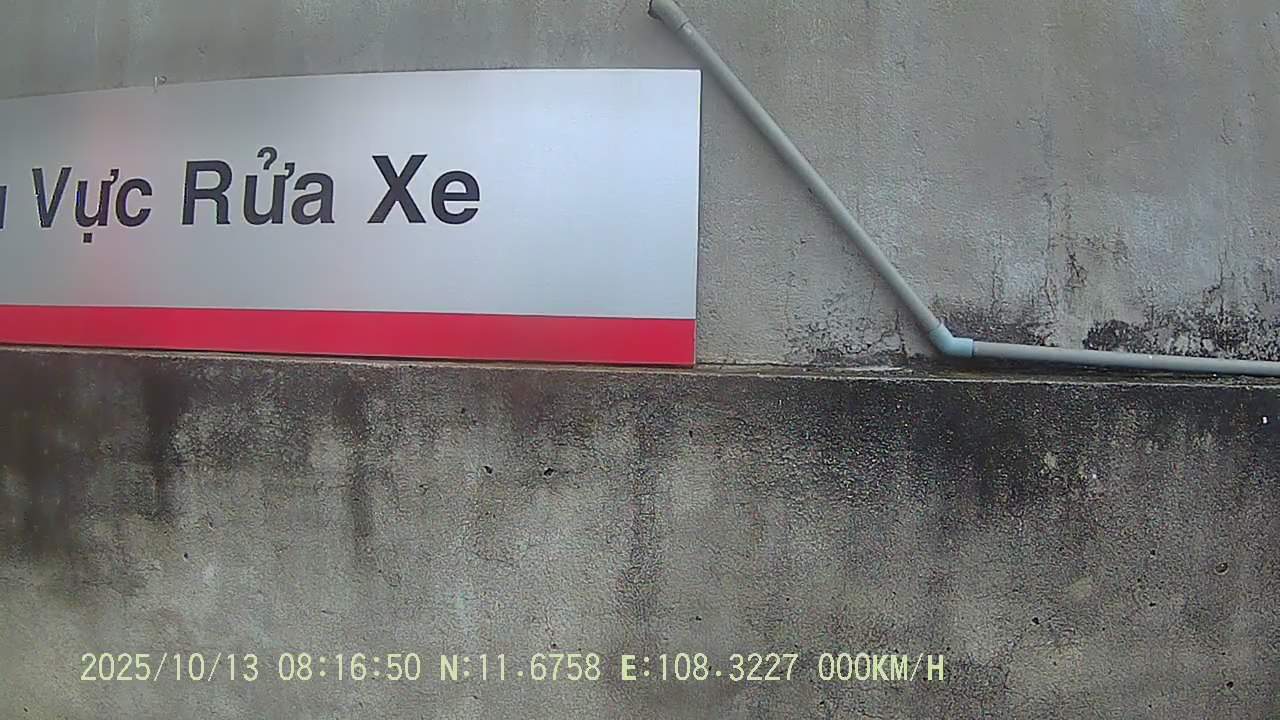 Vực Rửa Xe
2025/10/13 08:16:50 N:11.6758 E:108.3227 000KM/H